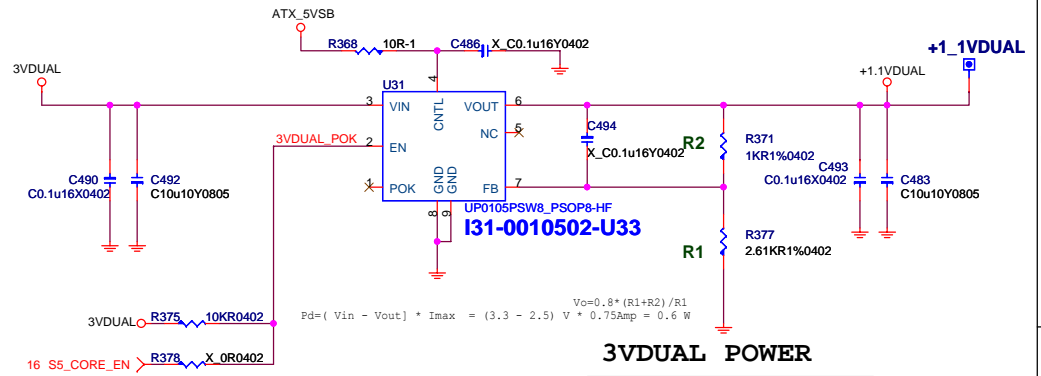 ATX_5VSB
R368 10R-1 C486 X_C0.1u16Y0402
+1_1VDUAL
3VDUAL
+1.1VDUAL
U31
4
3 VIN CNTL VOUT 6
NC 5
C494
X_C0.1u16Y0402
R2 R371
1KR1%0402
3VDUAL_POK 2 EN
C490
C0.1u16X0402
C492
C10u10Y0805
C493
C0.1u16X0402
C483
C10u10Y0805
1 POK GND GND FB 7
8 9
UP0105PSW8_PSOP8-HF
I31-0010502-U33
R1 R377
2.61KR1%0402
Vo=0.8*(R1+R2)/R1
Pd=( Vin - Vout] * Imax = (3.3 - 2.5) V * 0.75Amp = 0.6 W
3VDUAL R375 10KR0402
16 S5_CORE_EN R378 X_0R0402
3VDUAL POWER